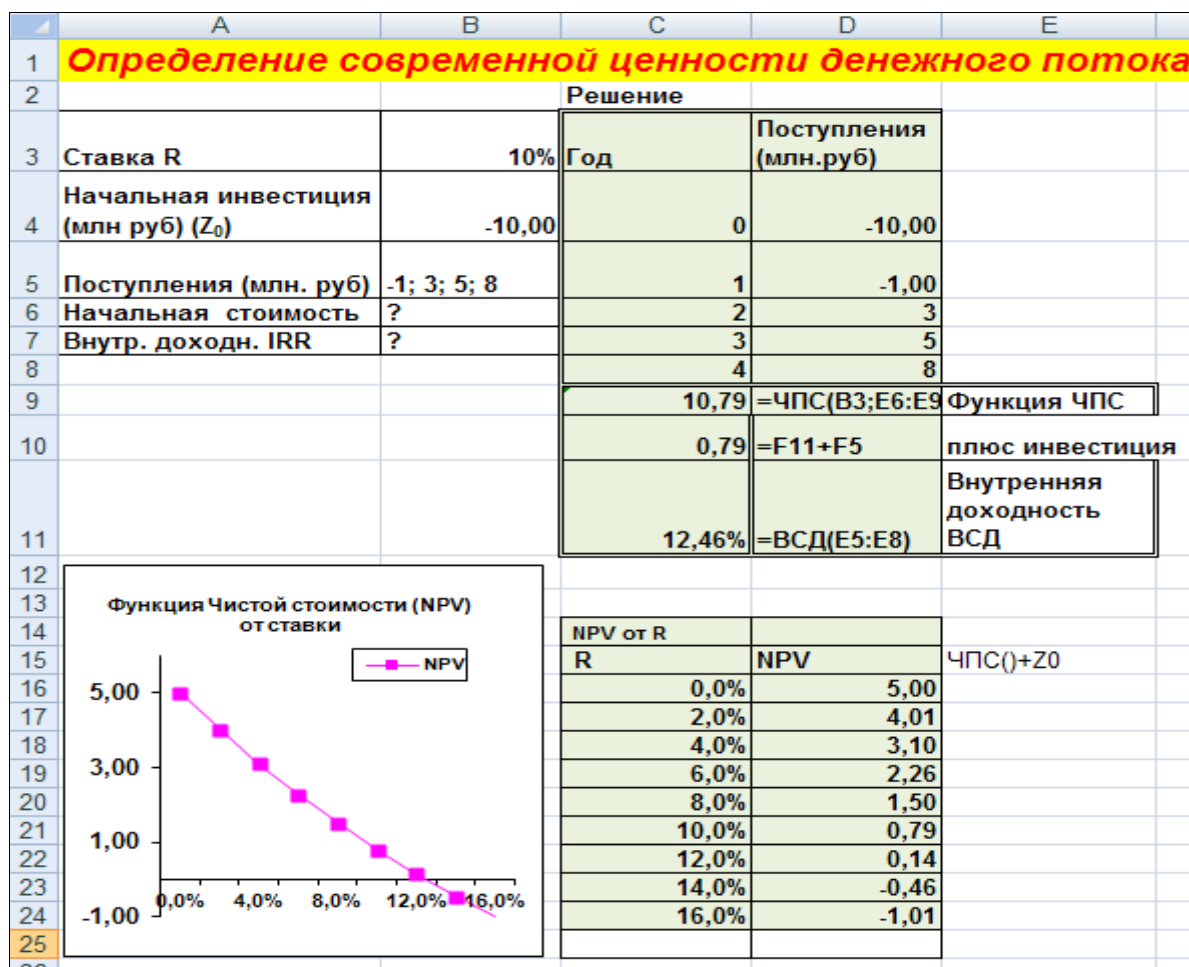 A B C D E
1 Определение современной ценности денежного потока
2 Решение
3 Ставка R 10% Год Поступления (млн.руб)
4 Начальная инвестиция (млн руб) (Z₀) -10,00 0 -10,00
5 Поступления (млн. руб) -1; 3; 5; 8 1 -1,00
6 Начальная стоимость ? 2 3
7 Внутр. доходн. IRR ? 3 5
8 4 8
9 10,79 =ЧПС(B3;E6:E9 Функция ЧПС
10 0,79 =F11+F5 плюс инвестиция
11 12,46% =ВСД(E5:E8) Внутренняя доходность ВСД
12
13
14 NPV от R
15 R NPV ЧПС()+Z0
16 0,0% 5,00
17 2,0% 4,01
18 4,0% 3,10
19 6,0% 2,26
20 8,0% 1,50
21 10,0% 0,79
22 12,0% 0,14
23 14,0% -0,46
24 16,0% -1,01
25
Функция Чистой стоимости (NPV)
от ставки
NPV
5,00
3,00
1,00
-1,00
0,0% 4,0% 8,0% 12,0% 16,0%